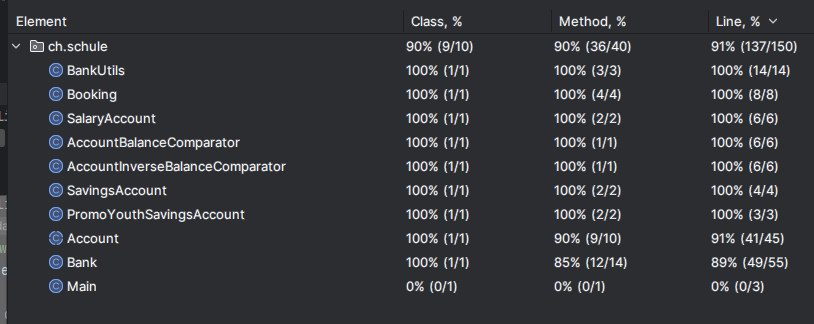 Element Class, % Method, % Line, %
ch.schule 90% (9/10) 90% (36/40) 91% (137/150)
BankUtils 100% (1/1) 100% (3/3) 100% (14/14)
Booking 100% (1/1) 100% (4/4) 100% (8/8)
SalaryAccount 100% (1/1) 100% (2/2) 100% (6/6)
AccountBalanceComparator 100% (1/1) 100% (1/1) 100% (6/6)
AccountInverseBalanceComparator 100% (1/1) 100% (1/1) 100% (6/6)
SavingsAccount 100% (1/1) 100% (2/2) 100% (4/4)
PromoYouthSavingsAccount 100% (1/1) 100% (2/2) 100% (3/3)
Account 100% (1/1) 90% (9/10) 91% (41/45)
Bank 100% (1/1) 85% (12/14) 89% (49/55)
Main 0% (0/1) 0% (0/1) 0% (0/3)